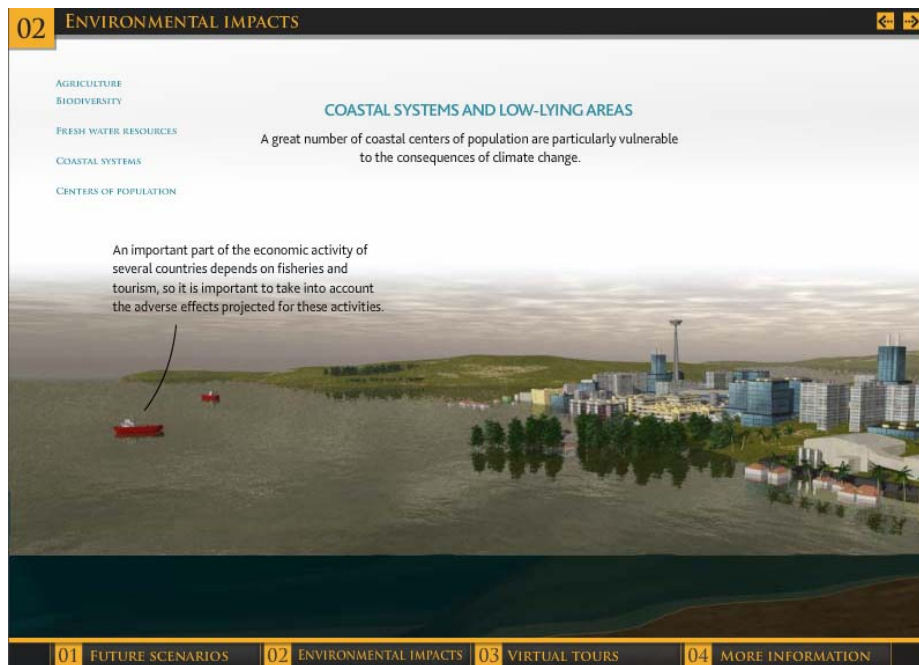 02 ENVIRONMENTAL IMPACTS
AGRICULTURE
BIODIVERSITY
FRESH WATER RESOURCES
COASTAL SYSTEMS
CENTERS OF POPULATION
COASTAL SYSTEMS AND LOW-LYING AREAS
A great number of coastal centers of population are particularly vulnerable
to the consequences of climate change.
An important part of the economic activity of
several countries depends on fisheries and
tourism, so it is important to take into account
the adverse effects projected for these activities.
01 FUTURE SCENARIOS 02 ENVIRONMENTAL IMPACTS 03 VIRTUAL TOURS 04 MORE INFORMATION